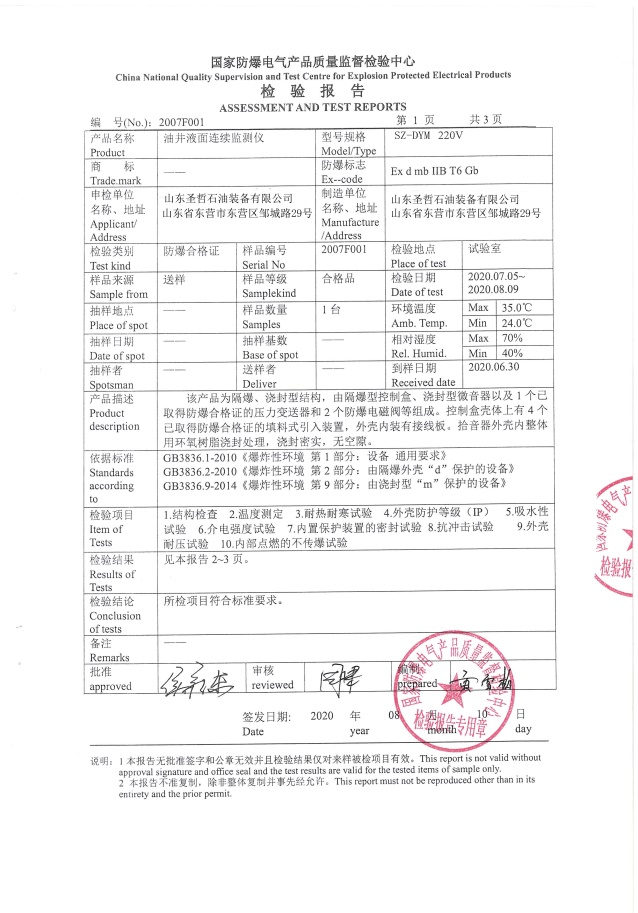 国家防爆电气产品质量监督检验中心
China National Quality Supervision and Test Centre for Explosion Protected Electrical Products
检 验 报 告
ASSESSMENT AND TEST REPORTS
编 号(No.): 2007F001 第 1 页 共 3 页
产品名称 Product 油井液面连续监测仪 型号规格 Model/Type SZ-DYM 220V
商 标 Trade.mark —— 防爆标志 Ex--code Ex d mb IIB T6 Gb
申检单位 名称、地址 Applicant/ Address 山东圣哲石油装备有限公司 山东省东营市东营区邹城路29号 制造单位 名称、地址 Manufacture /Address 山东圣哲石油装备有限公司 山东省东营市东营区邹城路29号
检验类别 Test kind 防爆合格证 样品编号 Serial No 2007F001 检验地点 Place of test 试验室
样品来源 Sample from 送样 样品等级 Samplekind 合格品 检验日期 Date of test 2020.07.05~ 2020.08.09
抽样地点 Place of spot —— 样品数量 Samples 1 台 环境温度 Amb. Temp. Max 35.0℃ Min 24.0℃
抽样日期 Date of spot —— 抽样基数 Base of spot —— 相对湿度 Rel. Humid. Max 70% Min 40%
抽样者 Spotsman —— 送样者 Deliver —— 到样日期 Received date 2020.06.30
产品描述 Product description
该产品为隔爆、浇封型结构，由隔爆型控制盒、浇封型微音器以及 1 个已
取得防爆合格证的压力变送器和 2 个防爆电磁阀等组成。控制盒壳体上有 4 个
已取得防爆合格证的填料式引入装置，外壳内装有接线板。拾音器外壳内整体
用环氧树脂浇封处理，浇封密实，无空隙。
依据标准 Standards according to
GB3836.1-2010《爆炸性环境 第 1 部分：设备 通用要求》
GB3836.2-2010《爆炸性环境 第 2 部分：由隔爆外壳“d”保护的设备》
GB3836.9-2014《爆炸性环境 第 9 部分：由浇封型“m”保护的设备》
检验项目 Item of Tests
1.结构检查 2.温度测定 3.耐热耐寒试验 4.外壳防护等级（IP） 5.吸水性
试验 6.介电强度试验 7.内置保护装置的密封试验 8.抗冲击试验 9.外壳
耐压试验 10.内部点燃的不传爆试验
检验结果 Results of Tests 见本报告 2~3 页。
检验结论 Conclusion of tests 所检项目符合标准要求。
备注 Remarks ——
批准 approved 审核 reviewed 编制 prepared
签发日期: 2020 年 08 月 10 日
Date year month day
国家防爆电气产品质量监督检验中心
检验报告专用章
检验报
说明：1 本报告无批准签字和公章无效并且检验结果仅对来样被检项目有效。This report is not valid without
approval signature and office seal and the test results are valid for the tested items of sample only.
2 本报告不准复制，除非整体复制并事先经允许。This report must not be reproduced other than in its
entirety and the prior permit.